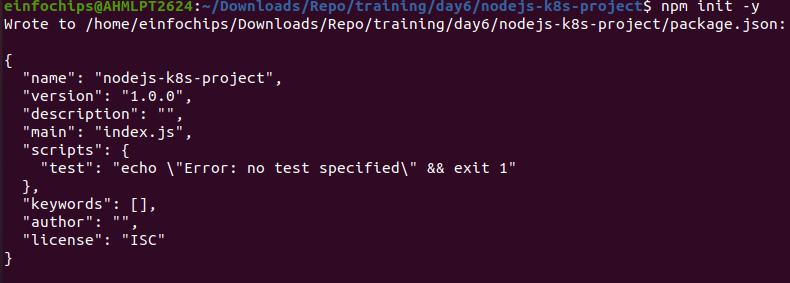 einfochips@AHMLPT2624:~/Downloads/Repo/training/day6/nodejs-k8s-project$ npm init -y
Wrote to /home/einfochips/Downloads/Repo/training/day6/nodejs-k8s-project/package.json:

{
  "name": "nodejs-k8s-project",
  "version": "1.0.0",
  "description": "",
  "main": "index.js",
  "scripts": {
    "test": "echo \"Error: no test specified\" && exit 1"
  },
  "keywords": [],
  "author": "",
  "license": "ISC"
}